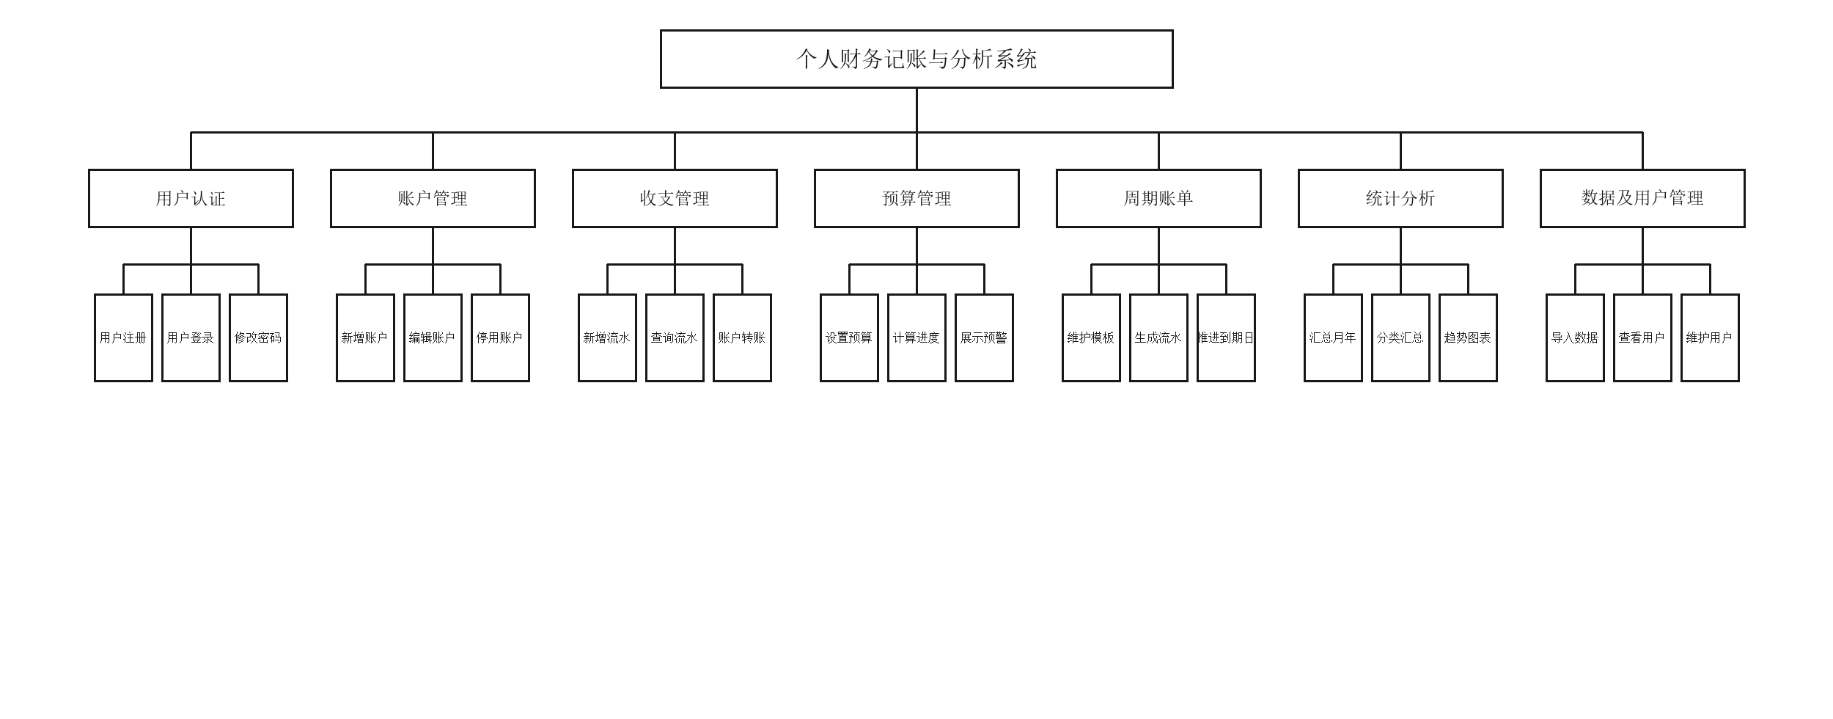 个人财务记账与分析系统
用户认证
账户管理
收支管理
预算管理
周期账单
统计分析
数据及用户管理
用户注册
用户登录
修改密码
新增账户
编辑账户
停用账户
新增流水
查询流水
账户转账
设置预算
计算进度
展示预警
维护模板
生成流水
推进到期日
汇总月年
分类汇总
趋势图表
导入数据
查看用户
维护用户